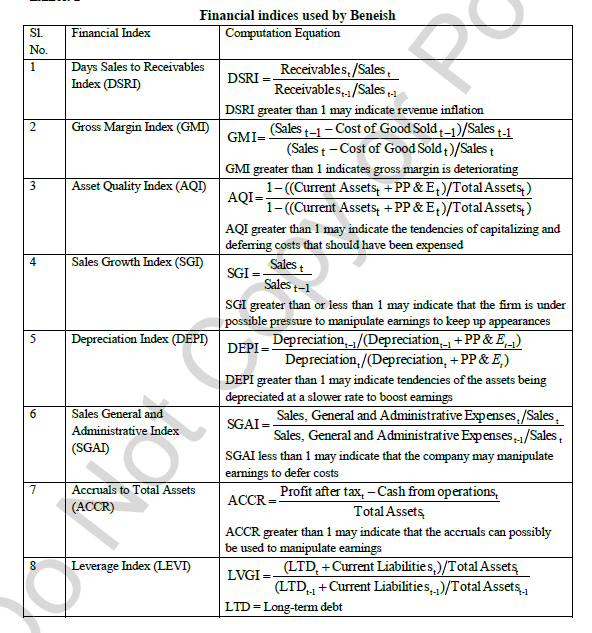 Financial indices used by Beneish
Sl. No. Financial Index Computation Equation
1 Days Sales to Receivables Index (DSRI)
DSRI = (Receivables_t/Sales_t) / (Receivables_t-1/Sales_t-1)
DSRI greater than 1 may indicate revenue inflation
2 Gross Margin Index (GMI)
GMI= ((Sales_t–1 – Cost of Good Sold_t–1)/Sales_t-1) / ((Sales_t – Cost of Good Sold_t)/Sales_t)
GMI greater than 1 indicates gross margin is deteriorating
3 Asset Quality Index (AQI)
AQI= (1–((Current Assets_t +PP & E_t)/Total Assets_t)) / (1–((Current Assets_t +PP & E_t)/Total Assets_t))
AQI greater than 1 may indicate the tendencies of capitalizing and
deferring costs that should have been expensed
4 Sales Growth Index (SGI)
SGI = Sales_t / Sales_t–1
SGI greater than or less than 1 may indicate that the firm is under
possible pressure to manipulate earnings to keep up appearances
5 Depreciation Index (DEPI)
DEPI = (Depreciation_t-1/(Depreciation_t-1 + PP & E_t-1)) / (Depreciation_t/(Depreciation_t + PP & E_t))
DEPI greater than 1 may indicate tendencies of the assets being
depreciated at a slower rate to boost earnings
6 Sales General and
Administrative Index
(SGAI)
SGAI = (Sales, General and Administrative Expenses_t/Sales_t) / (Sales, General and Administrative Expenses_t-1/Sales_t)
SGAI less than 1 may indicate that the company may manipulate
earnings to defer costs
7 Accruals to Total Assets
(ACCR)
ACCR = (Profit after tax_t – Cash from operations_t) / Total Assets_t
ACCR greater than 1 may indicate that the accruals can possibly
be used to manipulate earnings
8 Leverage Index (LEVI)
LVGI = ((LTD_t + Current Liabilities_t)/Total Assets_t) / ((LTD_t-1 + Current Liabilities_t-1)/Total Assets_t-1)
LTD = Long-term debt
Do Not Copy or Po